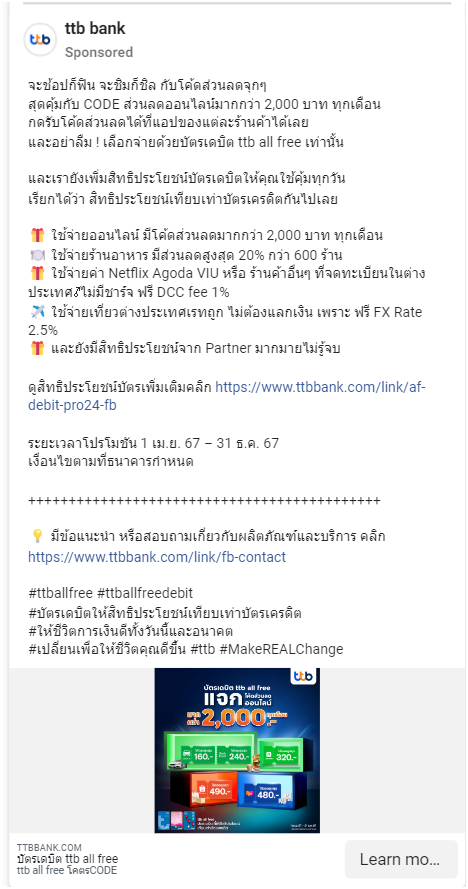 ttb bank
Sponsored
จะช้อปก็ฟิน จะชิมก็ชิล กับโค้ดส่วนลดจุกๆ
สุดคุ้มกับ CODE ส่วนลดออนไลน์มากกว่า 2,000 บาท ทุกเดือน
กดรับโค้ดส่วนลดได้ที่แอปของแต่ละร้านค้าได้เลย
และอย่าลืม ! เลือกจ่ายด้วยบัตรเดบิต ttb all free เท่านั้น
และเรายังเพิ่มสิทธิประโยชน์บัตรเดบิตให้คุณใช้คุ้มทุกวัน
เรียกได้ว่า สิทธิประโยชน์เทียบเท่าบัตรเครดิตกันไปเลย
🎁 ใช้จ่ายออนไลน์ มีโค้ดส่วนลดมากกว่า 2,000 บาท ทุกเดือน
🍽️ ใช้จ่ายร้านอาหาร มีส่วนลดสูงสุด 20% กว่า 600 ร้าน
🎁 ใช้จ่ายค่า Netflix Agoda VIU หรือ ร้านค้าอื่นๆ ที่จดทะเบียนในต่าง
ประเทศ ไม่มีชาร์จ ฟรี DCC fee 1%
✈️ ใช้จ่ายเที่ยวต่างประเทศเรทถูก ไม่ต้องแลกเงิน เพราะ ฟรี FX Rate
2.5%
🎁 และยังมีสิทธิประโยชน์จาก Partner มากมายไม่รู้จบ
ดูสิทธิประโยชน์บัตรเพิ่มเติมคลิก https://www.ttbbank.com/link/af-
debit-pro24-fb
ระยะเวลาโปรโมชัน 1 เม.ย. 67 – 31 ธ.ค. 67
เงื่อนไขตามที่ธนาคารกำหนด
++++++++++++++++++++++++++++++++++++++++++++
💡 มีข้อแนะนำ หรือสอบถามเกี่ยวกับผลิตภัณฑ์และบริการ คลิก
https://www.ttbbank.com/link/fb-contact
#ttballfree #ttballfreedebit
#บัตรเดบิตให้สิทธิประโยชน์เทียบเท่าบัตรเครดิต
#ให้ชีวิตการเงินดีทั้งวันนี้และอนาคต
#เปลี่ยนเพื่อให้ชีวิตคุณดีขึ้น #ttb #MakeREALChange
ttb
บัตรเดบิต ttb all free
แจก โค้ดส่วนลด ออนไลน์
มากกว่า 2,000.- ทุกเดือน
160.- 240.- 320.-
490.- 480.-
TTBBANK.COM
บัตรเดบิต ttb all free
ttb all free โคตรCODE
Learn mo...